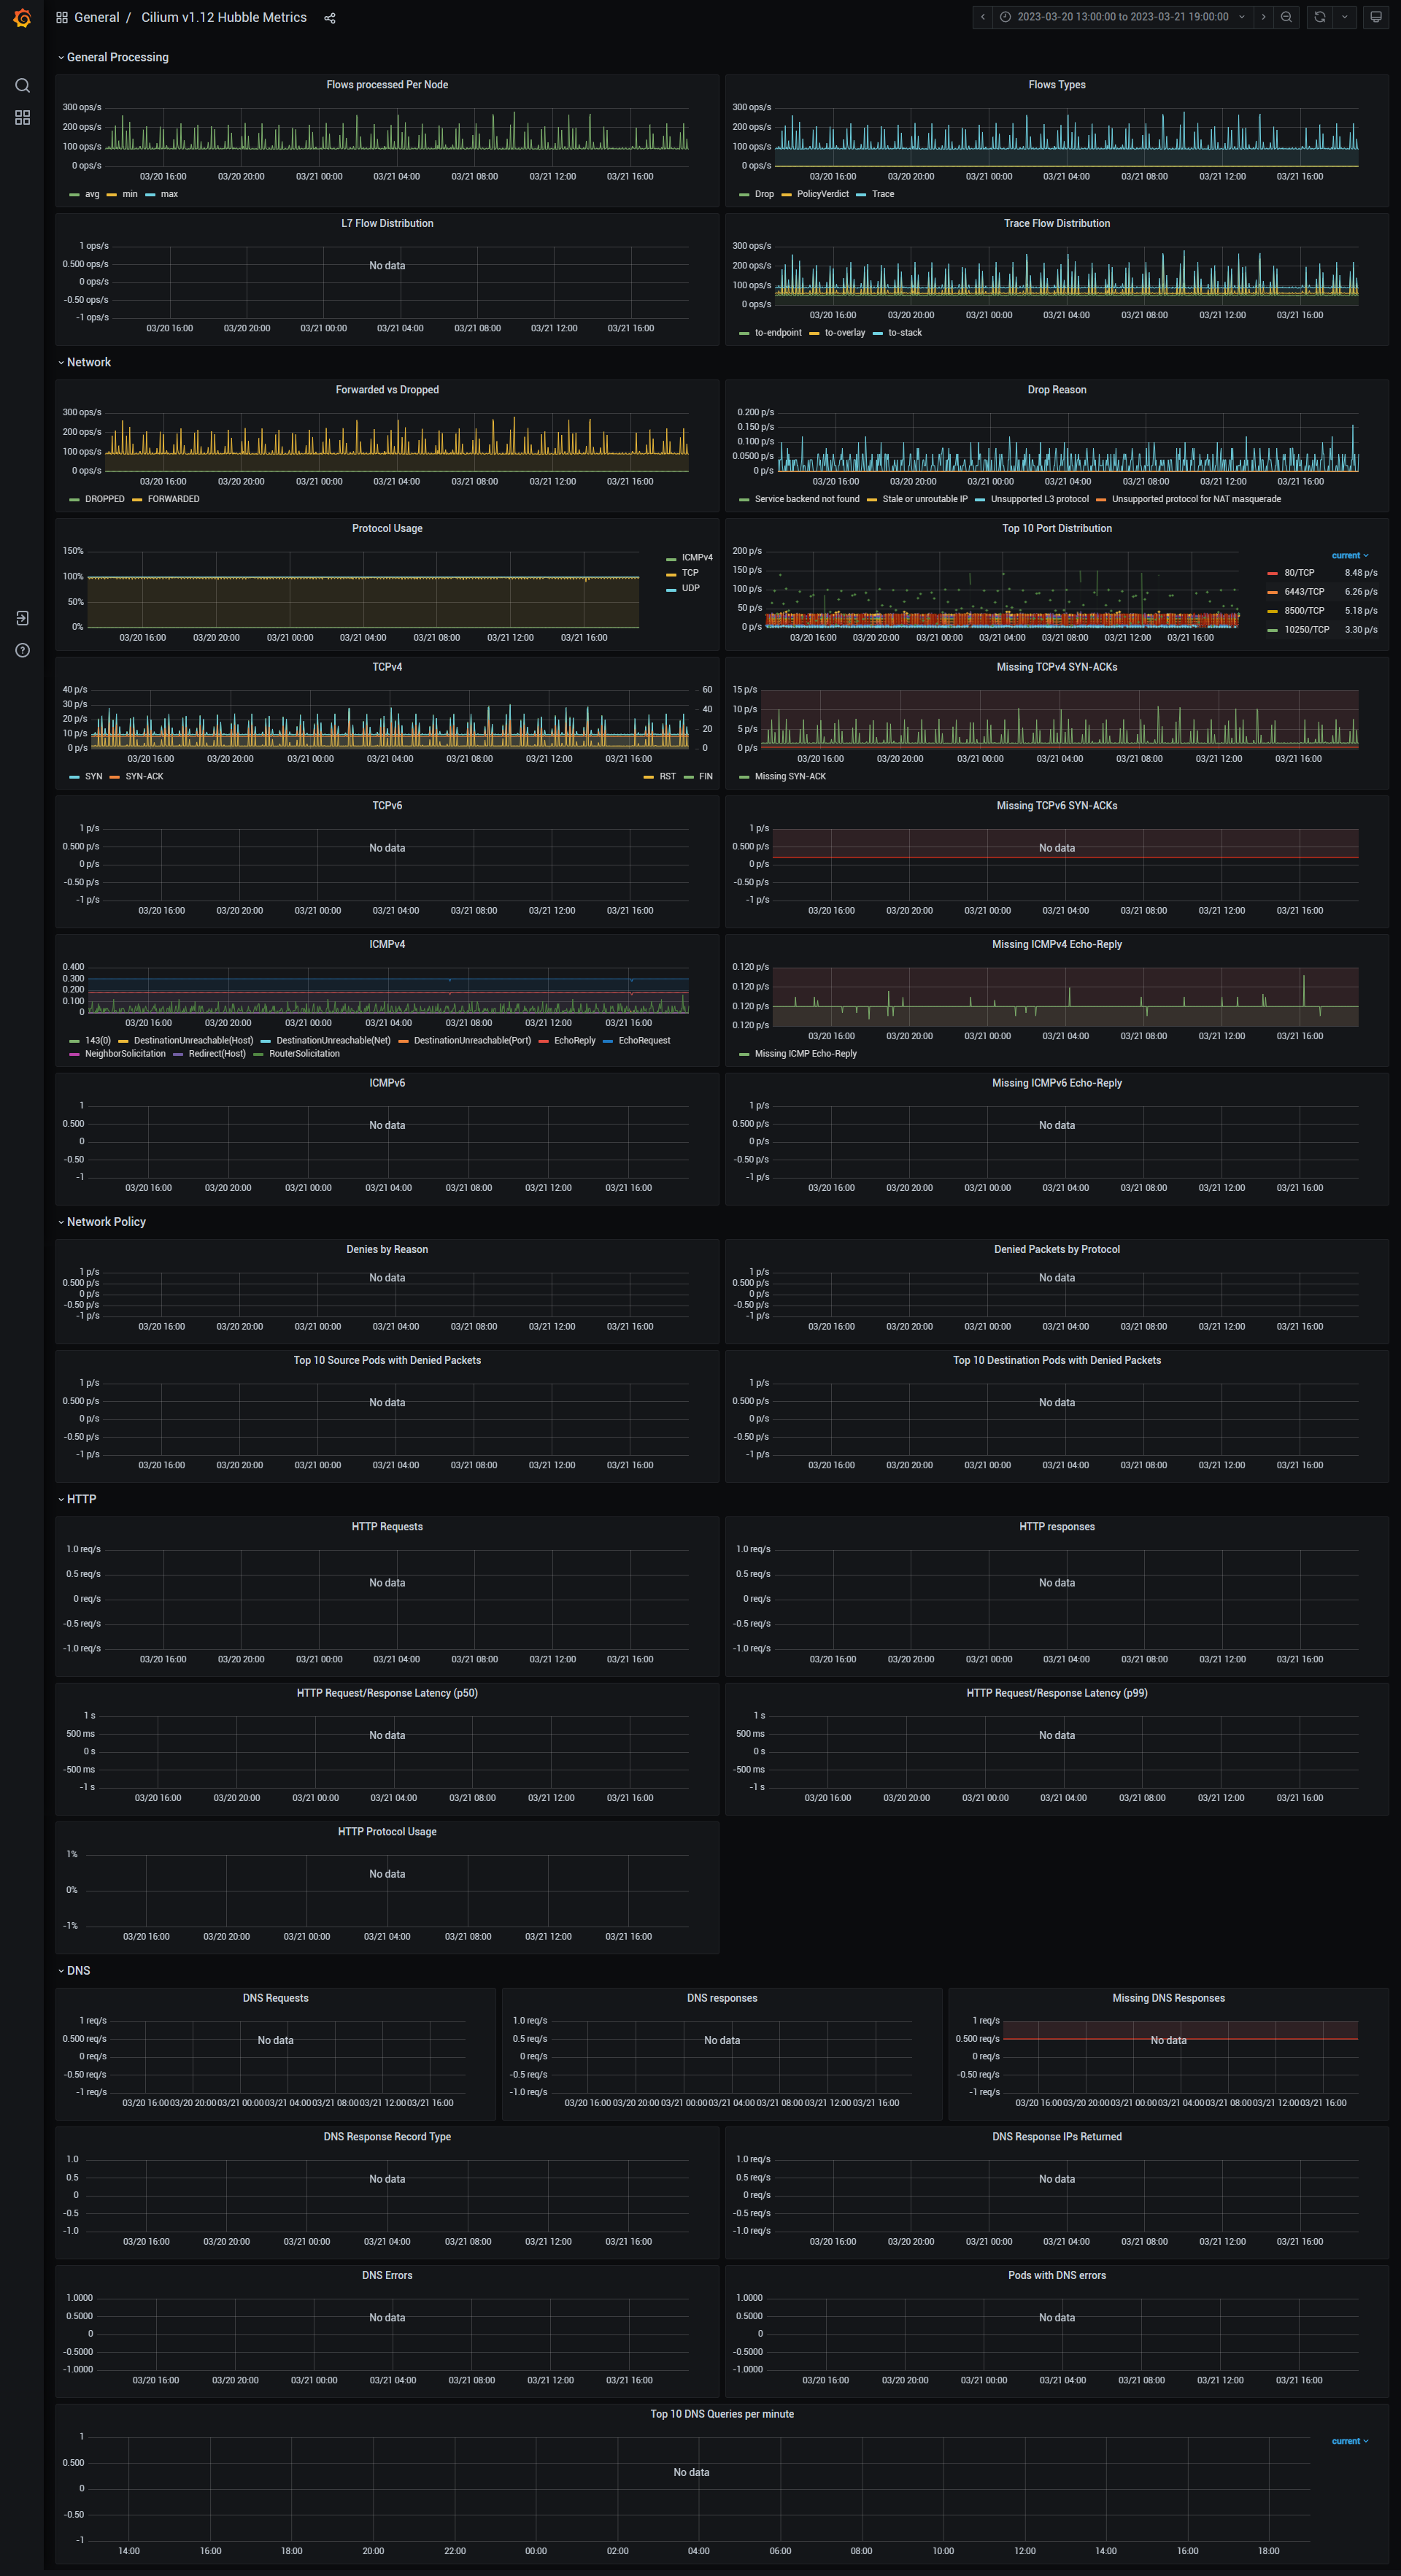 General / Cilium v1.12 Hubble Metrics
2023-03-20 13:00:00 to 2023-03-21 19:00:00
General Processing
Flows processed Per Node
300 ops/s
200 ops/s
100 ops/s
0 ops/s
03/20 16:00 03/20 20:00 03/21 00:00 03/21 04:00 03/21 08:00 03/21 12:00 03/21 16:00
avg min max
Flows Types
300 ops/s
200 ops/s
100 ops/s
0 ops/s
03/20 16:00 03/20 20:00 03/21 00:00 03/21 04:00 03/21 08:00 03/21 12:00 03/21 16:00
Drop PolicyVerdict Trace
L7 Flow Distribution
1 ops/s
0.500 ops/s
0 ops/s
-0.50 ops/s
-1 ops/s
No data
03/20 16:00 03/20 20:00 03/21 00:00 03/21 04:00 03/21 08:00 03/21 12:00 03/21 16:00
Trace Flow Distribution
300 ops/s
200 ops/s
100 ops/s
0 ops/s
03/20 16:00 03/20 20:00 03/21 00:00 03/21 04:00 03/21 08:00 03/21 12:00 03/21 16:00
to-endpoint to-overlay to-stack
Network
Forwarded vs Dropped
300 ops/s
200 ops/s
100 ops/s
0 ops/s
03/20 16:00 03/20 20:00 03/21 00:00 03/21 04:00 03/21 08:00 03/21 12:00 03/21 16:00
DROPPED FORWARDED
Drop Reason
0.200 p/s
0.150 p/s
0.100 p/s
0.0500 p/s
0 p/s
03/20 16:00 03/20 20:00 03/21 00:00 03/21 04:00 03/21 08:00 03/21 12:00 03/21 16:00
Service backend not found Stale or unroutable IP Unsupported L3 protocol Unsupported protocol for NAT masquerade
Protocol Usage
150%
100%
50%
0%
03/20 16:00 03/20 20:00 03/21 00:00 03/21 04:00 03/21 08:00 03/21 12:00 03/21 16:00
ICMPv4
TCP
UDP
Top 10 Port Distribution
200 p/s
150 p/s
100 p/s
50 p/s
0 p/s
03/20 16:00 03/20 20:00 03/21 00:00 03/21 04:00 03/21 08:00 03/21 12:00 03/21 16:00
current
80/TCP 8.48 p/s
6443/TCP 6.26 p/s
8500/TCP 5.18 p/s
10250/TCP 3.30 p/s
TCPv4
40 p/s
30 p/s
20 p/s
10 p/s
0 p/s
60
40
20
0
03/20 16:00 03/20 20:00 03/21 00:00 03/21 04:00 03/21 08:00 03/21 12:00 03/21 16:00
SYN SYN-ACK RST FIN
Missing TCPv4 SYN-ACKs
15 p/s
10 p/s
5 p/s
0 p/s
03/20 16:00 03/20 20:00 03/21 00:00 03/21 04:00 03/21 08:00 03/21 12:00 03/21 16:00
Missing SYN-ACK
TCPv6
1 p/s
0.500 p/s
0 p/s
-0.50 p/s
-1 p/s
No data
03/20 16:00 03/20 20:00 03/21 00:00 03/21 04:00 03/21 08:00 03/21 12:00 03/21 16:00
Missing TCPv6 SYN-ACKs
1 p/s
0.500 p/s
0 p/s
-0.50 p/s
-1 p/s
No data
03/20 16:00 03/20 20:00 03/21 00:00 03/21 04:00 03/21 08:00 03/21 12:00 03/21 16:00
ICMPv4
0.400
0.300
0.200
0.100
0
03/20 16:00 03/20 20:00 03/21 00:00 03/21 04:00 03/21 08:00 03/21 12:00 03/21 16:00
143(0) DestinationUnreachable(Host) DestinationUnreachable(Net) DestinationUnreachable(Port) EchoReply EchoRequest
NeighborSolicitation Redirect(Host) RouterSolicitation
Missing ICMPv4 Echo-Reply
0.120 p/s
0.120 p/s
0.120 p/s
0.120 p/s
03/20 16:00 03/20 20:00 03/21 00:00 03/21 04:00 03/21 08:00 03/21 12:00 03/21 16:00
Missing ICMP Echo-Reply
ICMPv6
1
0.500
0
-0.50
-1
No data
03/20 16:00 03/20 20:00 03/21 00:00 03/21 04:00 03/21 08:00 03/21 12:00 03/21 16:00
Missing ICMPv6 Echo-Reply
1 p/s
0.500 p/s
0 p/s
-0.50 p/s
-1 p/s
No data
03/20 16:00 03/20 20:00 03/21 00:00 03/21 04:00 03/21 08:00 03/21 12:00 03/21 16:00
Network Policy
Denies by Reason
1 p/s
0.500 p/s
0 p/s
-0.50 p/s
-1 p/s
No data
03/20 16:00 03/20 20:00 03/21 00:00 03/21 04:00 03/21 08:00 03/21 12:00 03/21 16:00
Denied Packets by Protocol
1 p/s
0.500 p/s
0 p/s
-0.50 p/s
-1 p/s
No data
03/20 16:00 03/20 20:00 03/21 00:00 03/21 04:00 03/21 08:00 03/21 12:00 03/21 16:00
Top 10 Source Pods with Denied Packets
1 p/s
0.500 p/s
0 p/s
-0.50 p/s
-1 p/s
No data
03/20 16:00 03/20 20:00 03/21 00:00 03/21 04:00 03/21 08:00 03/21 12:00 03/21 16:00
Top 10 Destination Pods with Denied Packets
1 p/s
0.500 p/s
0 p/s
-0.50 p/s
-1 p/s
No data
03/20 16:00 03/20 20:00 03/21 00:00 03/21 04:00 03/21 08:00 03/21 12:00 03/21 16:00
HTTP
HTTP Requests
1.0 req/s
0.5 req/s
0 req/s
-0.5 req/s
-1.0 req/s
No data
03/20 16:00 03/20 20:00 03/21 00:00 03/21 04:00 03/21 08:00 03/21 12:00 03/21 16:00
HTTP responses
1.0 req/s
0.5 req/s
0 req/s
-0.5 req/s
-1.0 req/s
No data
03/20 16:00 03/20 20:00 03/21 00:00 03/21 04:00 03/21 08:00 03/21 12:00 03/21 16:00
HTTP Request/Response Latency (p50)
1 s
500 ms
0 s
-500 ms
-1 s
No data
03/20 16:00 03/20 20:00 03/21 00:00 03/21 04:00 03/21 08:00 03/21 12:00 03/21 16:00
HTTP Request/Response Latency (p99)
1 s
500 ms
0 s
-500 ms
-1 s
No data
03/20 16:00 03/20 20:00 03/21 00:00 03/21 04:00 03/21 08:00 03/21 12:00 03/21 16:00
HTTP Protocol Usage
1%
0%
-1%
No data
03/20 16:00 03/20 20:00 03/21 00:00 03/21 04:00 03/21 08:00 03/21 12:00 03/21 16:00
DNS
DNS Requests
1 req/s
0.500 req/s
0 req/s
-0.50 req/s
-1 req/s
No data
03/20 16:00 03/20 20:00 03/21 00:00 03/21 04:00 03/21 08:00 03/21 12:00 03/21 16:00
DNS responses
1.0 req/s
0.5 req/s
0 req/s
-0.5 req/s
-1.0 req/s
No data
03/20 16:00 03/20 20:00 03/21 00:00 03/21 04:00 03/21 08:00 03/21 12:00 03/21 16:00
Missing DNS Responses
1 req/s
0.500 req/s
0 req/s
-0.50 req/s
-1 req/s
No data
03/20 16:00 03/20 20:00 03/21 00:00 03/21 04:00 03/21 08:00 03/21 12:00 03/21 16:00
DNS Response Record Type
1.0
0.5
0
-0.5
-1.0
No data
03/20 16:00 03/20 20:00 03/21 00:00 03/21 04:00 03/21 08:00 03/21 12:00 03/21 16:00
DNS Response IPs Returned
1.0 req/s
0.5 req/s
0 req/s
-0.5 req/s
-1.0 req/s
No data
03/20 16:00 03/20 20:00 03/21 00:00 03/21 04:00 03/21 08:00 03/21 12:00 03/21 16:00
DNS Errors
1.0000
0.5000
0
-0.5000
-1.0000
No data
03/20 16:00 03/20 20:00 03/21 00:00 03/21 04:00 03/21 08:00 03/21 12:00 03/21 16:00
Pods with DNS errors
1.0000
0.5000
0
-0.5000
-1.0000
No data
03/20 16:00 03/20 20:00 03/21 00:00 03/21 04:00 03/21 08:00 03/21 12:00 03/21 16:00
Top 10 DNS Queries per minute
1
0.500
0
-0.50
-1
No data
current
14:00 16:00 18:00 20:00 22:00 00:00 02:00 04:00 06:00 08:00 10:00 12:00 14:00 16:00 18:00